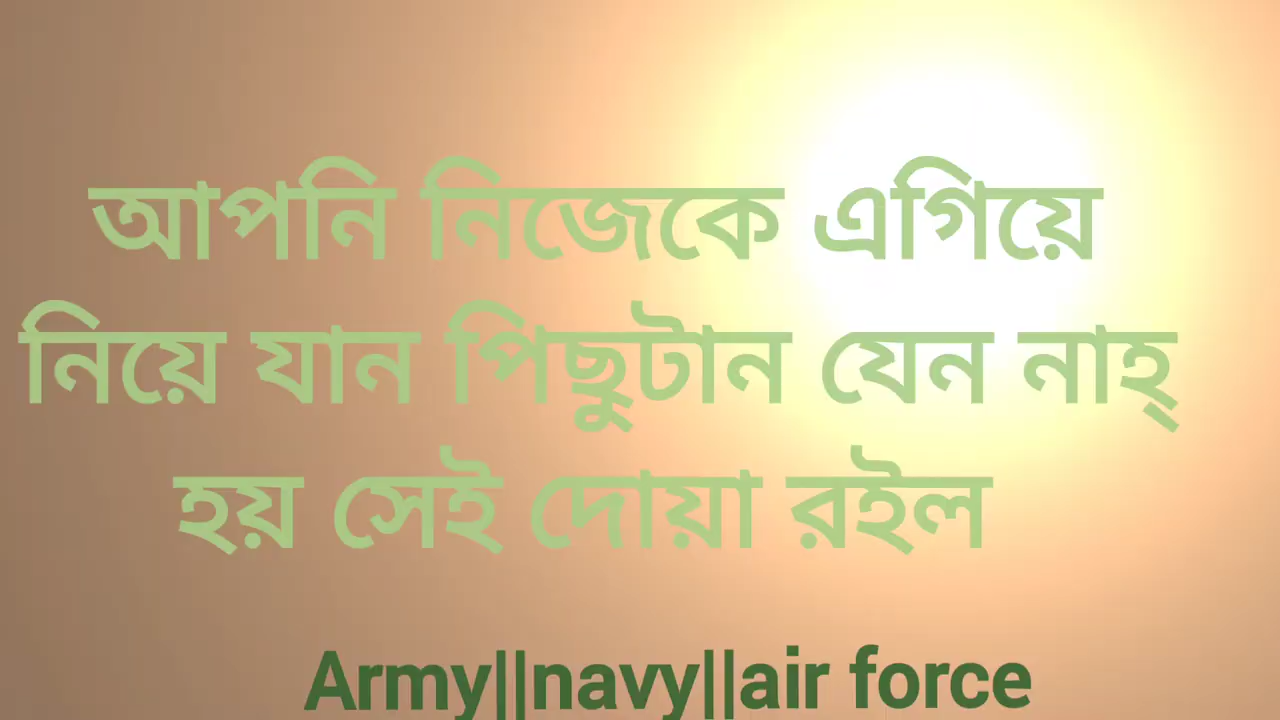 আপনি নিজেকে এগিয়ে
নিয়ে যান পিছুটান যেন নাহ্
হয় সেই দোয়া রইল
Army||navy||air force